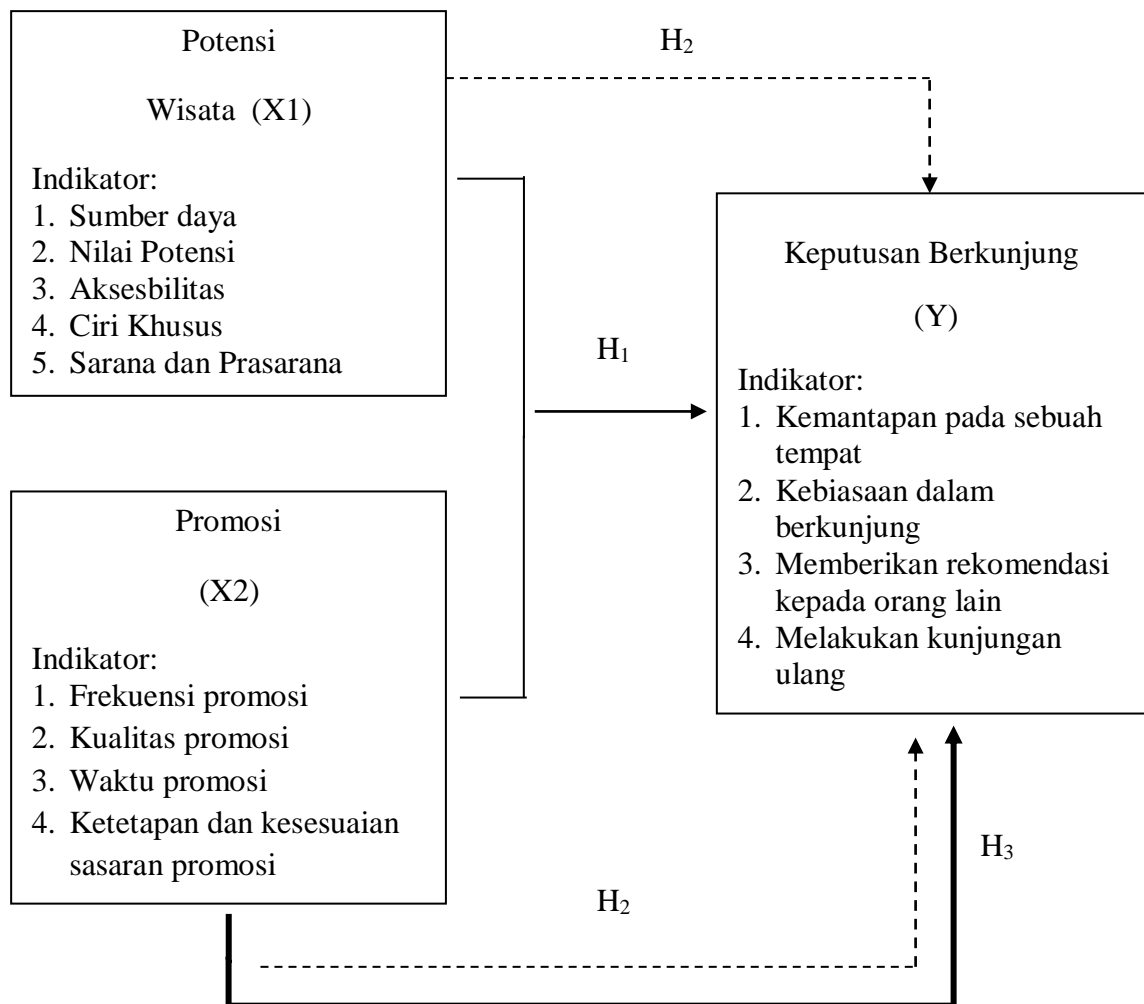 Potensi
Wisata (X1)
Indikator:
1. Sumber daya
2. Nilai Potensi
3. Aksesbilitas
4. Ciri Khusus
5. Sarana dan Prasarana
H₂
H₁
Keputusan Berkunjung
(Y)
Indikator:
1. Kemantapan pada sebuah
tempat
2. Kebiasaan dalam
berkunjung
3. Memberikan rekomendasi
kepada orang lain
4. Melakukan kunjungan
ulang
Promosi
(X2)
Indikator:
1. Frekuensi promosi
2. Kualitas promosi
3. Waktu promosi
4. Ketetapan dan kesesuaian
sasaran promosi
H₂
H₃